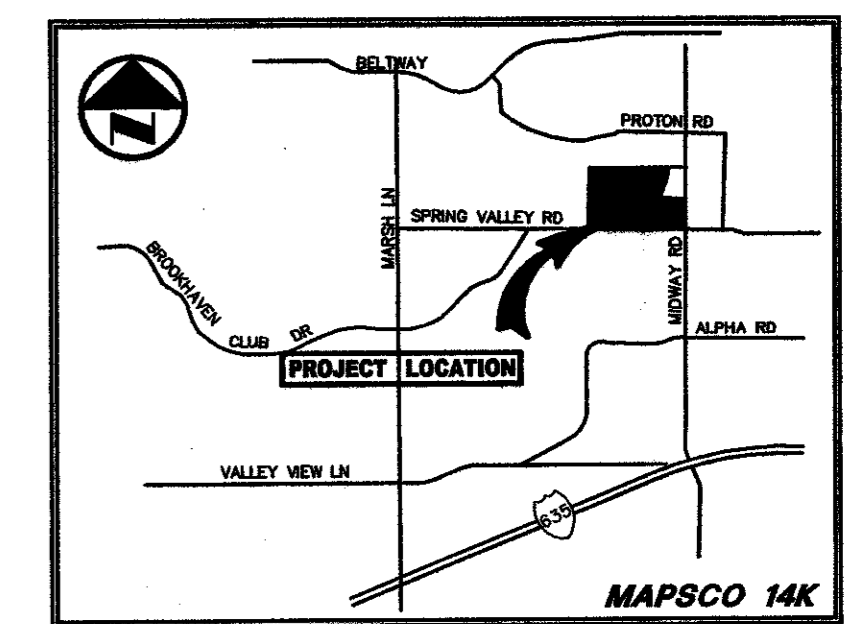 BELTWAY
PROTON RD
MARSH LN
SPRING VALLEY RD
MIDWAY RD
BROOKHAVEN
CLUB DR
ALPHA RD
PROJECT LOCATION
VALLEY VIEW LN
635
MAPSCO 14K
N